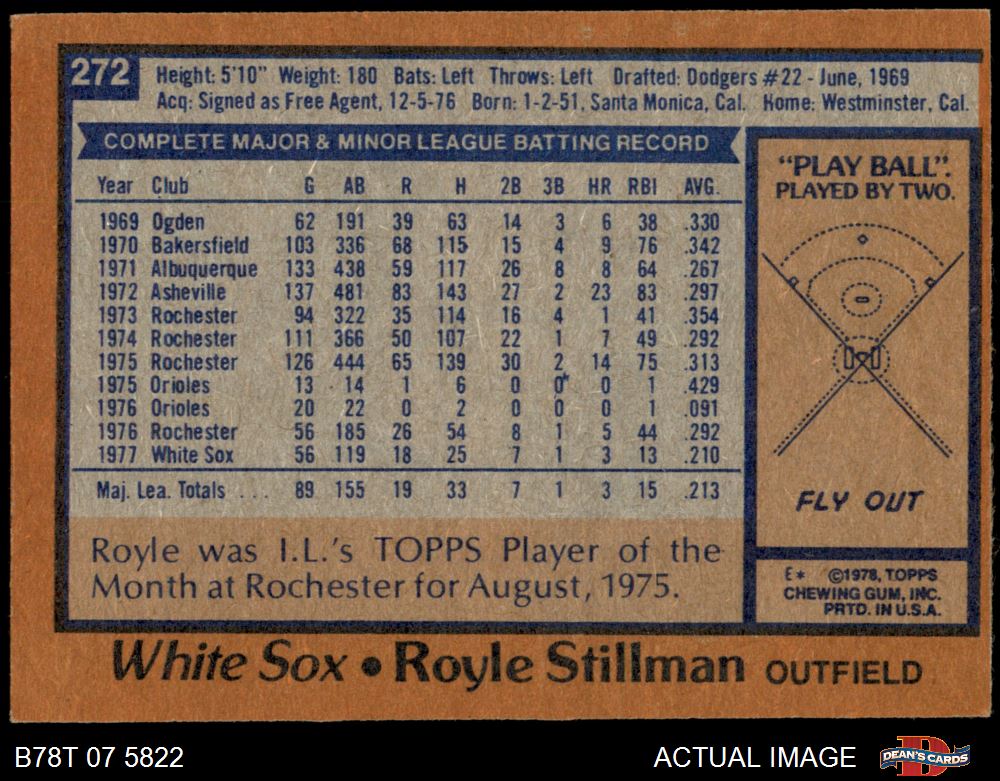 272
Height: 5'10" Weight: 180 Bats: Left Throws: Left Drafted: Dodgers #22 - June, 1969
Acq: Signed as Free Agent, 12-5-76 Born: 1-2-51, Santa Monica, Cal. Home: Westminster, Cal.
COMPLETE MAJOR & MINOR LEAGUE BATTING RECORD
Year Club G AB R H 2B 3B HR RBI AVG.
1969 Ogden 62 191 39 63 14 3 6 38 .330
1970 Bakersfield 103 336 68 115 15 4 9 76 .342
1971 Albuquerque 133 438 59 117 26 8 8 64 .267
1972 Asheville 137 481 83 143 27 2 23 83 .297
1973 Rochester 94 322 35 114 16 4 1 41 .354
1974 Rochester 111 366 50 107 22 1 7 49 .292
1975 Rochester 126 444 65 139 30 2 14 75 .313
1975 Orioles 13 14 1 6 0 0 0 1 .429
1976 Orioles 20 22 0 2 0 0 0 1 .091
1976 Rochester 56 185 26 54 8 1 5 44 .292
1977 White Sox 56 119 18 25 7 1 3 13 .210
Maj. Lea. Totals ... 89 155 19 33 7 1 3 15 .213
Royle was I.L.'s TOPPS Player of the
Month at Rochester for August, 1975.
"PLAY BALL":
PLAYED BY TWO.
FLY OUT
E* ©1978, TOPPS
CHEWING GUM, INC.
PRTD. IN U.S.A.
White Sox • Royle Stillman OUTFIELD
B78T 07 5822
ACTUAL IMAGE
D
DEAN'S CARDS